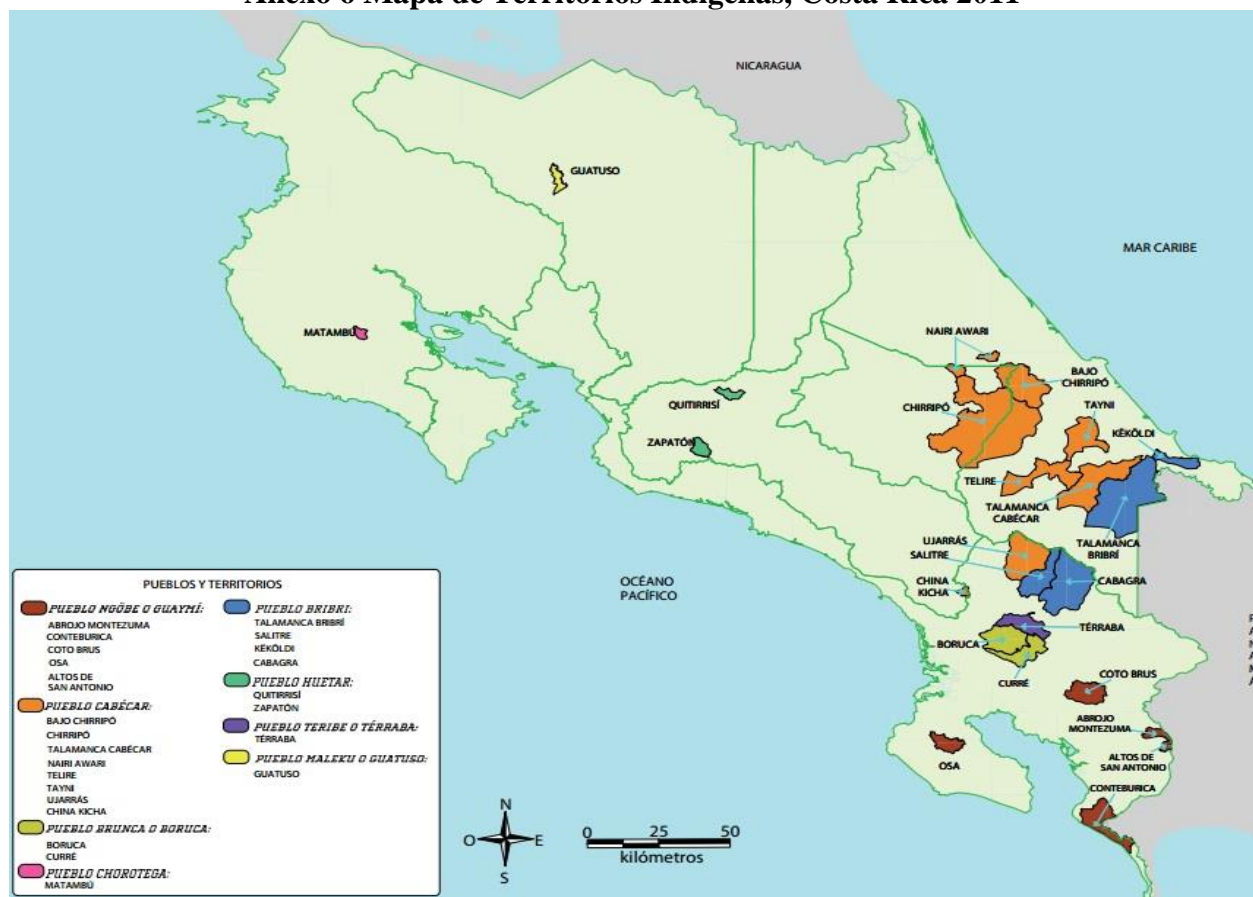 Anexo 6 Mapa de Territorios Indígenas, Costa Rica 2011
NICARAGUA
GUATUSO
MAR CARIBE
MATAMBÚ
NAIRI AWARI
BAJO
CHIRRIPÓ
QUITIRRISÍ
CHIRRIPÓ
TAYNI
ZAPATÓN
KÉKÖLDI
TELIRE
TALAMANCA
CABÉCAR
UJARRÁS
SALITRE
TALAMANCA
BRIBRÍ
OCÉANO
PACÍFICO
CHINA
KICHA
CABAGRA
TÉRRABA
BORUCA
CURRÉ
COTO BRUS
ABROJO
MONTEZUMA
ALTOS DE
SAN ANTONIO
OSA
CONTEBURICA
PUEBLOS Y TERRITORIOS
PUEBLO NGÖBE O GUAYMÍ:
ABROJO MONTEZUMA
CONTEBURICA
COTO BRUS
OSA
ALTOS DE
SAN ANTONIO
PUEBLO CABÉCAR:
BAJO CHIRRIPÓ
CHIRRIPÓ
TALAMANCA CABÉCAR
NAIRI AWARI
TELIRE
TAYNI
UJARRÁS
CHINA KICHA
PUEBLO BRUNCA O BORUCA:
BORUCA
CURRÉ
PUEBLO CHOROTEGA:
MATAMBÚ
PUEBLO BRIBRI:
TALAMANCA BRIBRÍ
SALITRE
KÉKÖLDI
CABAGRA
PUEBLO HUETAR:
QUITIRRISÍ
ZAPATÓN
PUEBLO TERIBE O TÉRRABA:
TÉRRABA
PUEBLO MALEKU O GUATUSO:
GUATUSO
N
O E
S
0 25 50
kilómetros